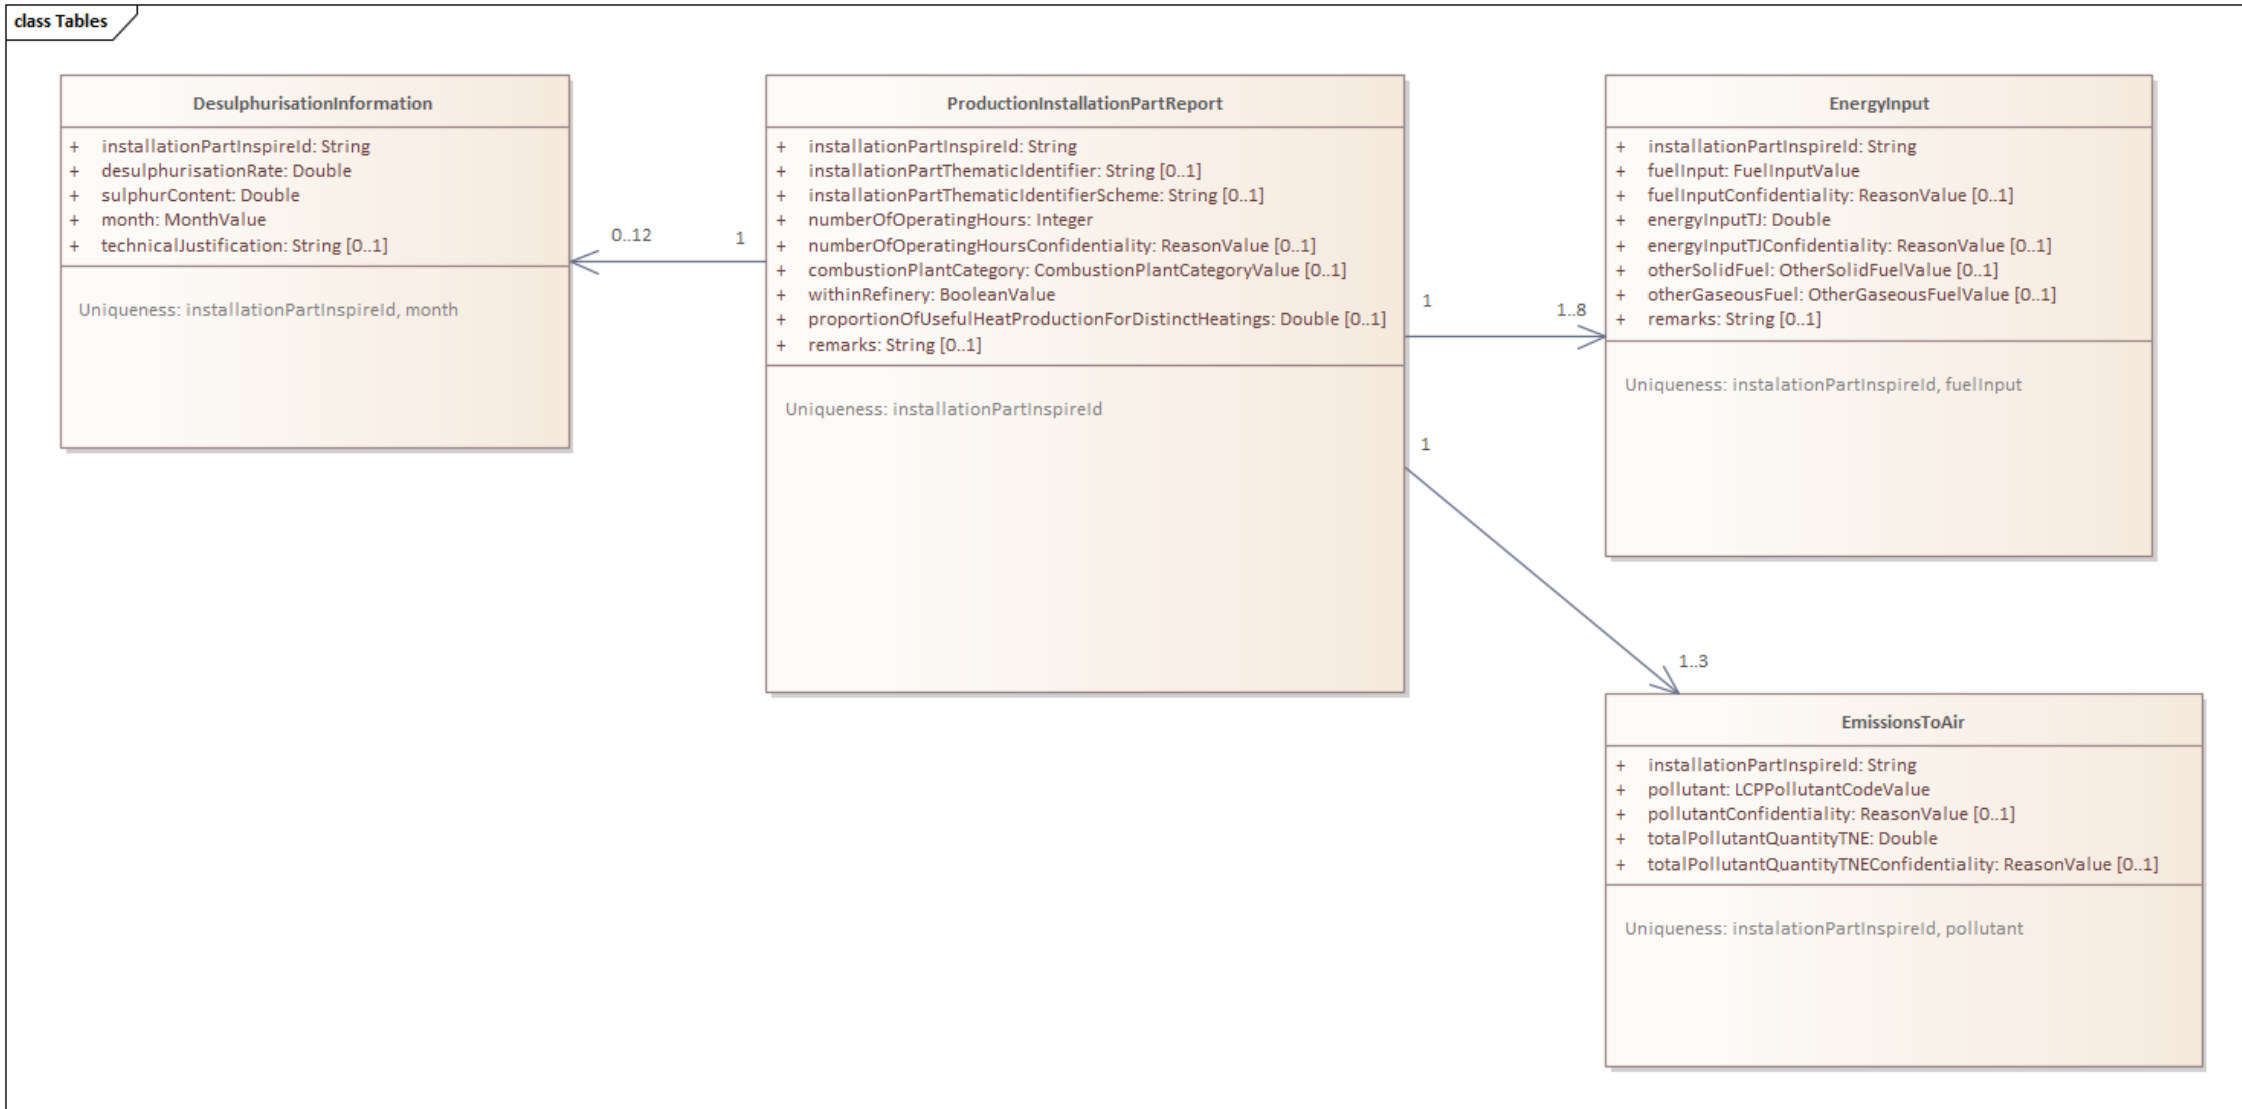 class Tables
DesulphurisationInformation
+ installationPartInspireId: String
+ desulphurisationRate: Double
+ sulphurContent: Double
+ month: MonthValue
+ technicalJustification: String [0..1]
Uniqueness: installationPartInspireId, month
0..12
1
ProductionInstallationPartReport
+ installationPartInspireId: String
+ installationPartThematicIdentifier: String [0..1]
+ installationPartThematicIdentifierScheme: String [0..1]
+ numberOfOperatingHours: Integer
+ numberOfOperatingHoursConfidentiality: ReasonValue [0..1]
+ combustionPlantCategory: CombustionPlantCategoryValue [0..1]
+ withinRefinery: BooleanValue
+ proportionOfUsefulHeatProductionForDistinctHeatings: Double [0..1]
+ remarks: String [0..1]
Uniqueness: installationPartInspireId
1
1..8
EnergyInput
+ installationPartInspireId: String
+ fuelInput: FuelInputValue
+ fuelInputConfidentiality: ReasonValue [0..1]
+ energyInputTJ: Double
+ energyInputTJConfidentiality: ReasonValue [0..1]
+ otherSolidFuel: OtherSolidFuelValue [0..1]
+ otherGaseousFuel: OtherGaseousFuelValue [0..1]
+ remarks: String [0..1]
Uniqueness: instalationPartInspireId, fuelInput
1
1..3
EmissionsToAir
+ installationPartInspireId: String
+ pollutant: LCPPollutantCodeValue
+ pollutantConfidentiality: ReasonValue [0..1]
+ totalPollutantQuantityTNE: Double
+ totalPollutantQuantityTNEConfidentiality: ReasonValue [0..1]
Uniqueness: instalationPartInspireId, pollutant